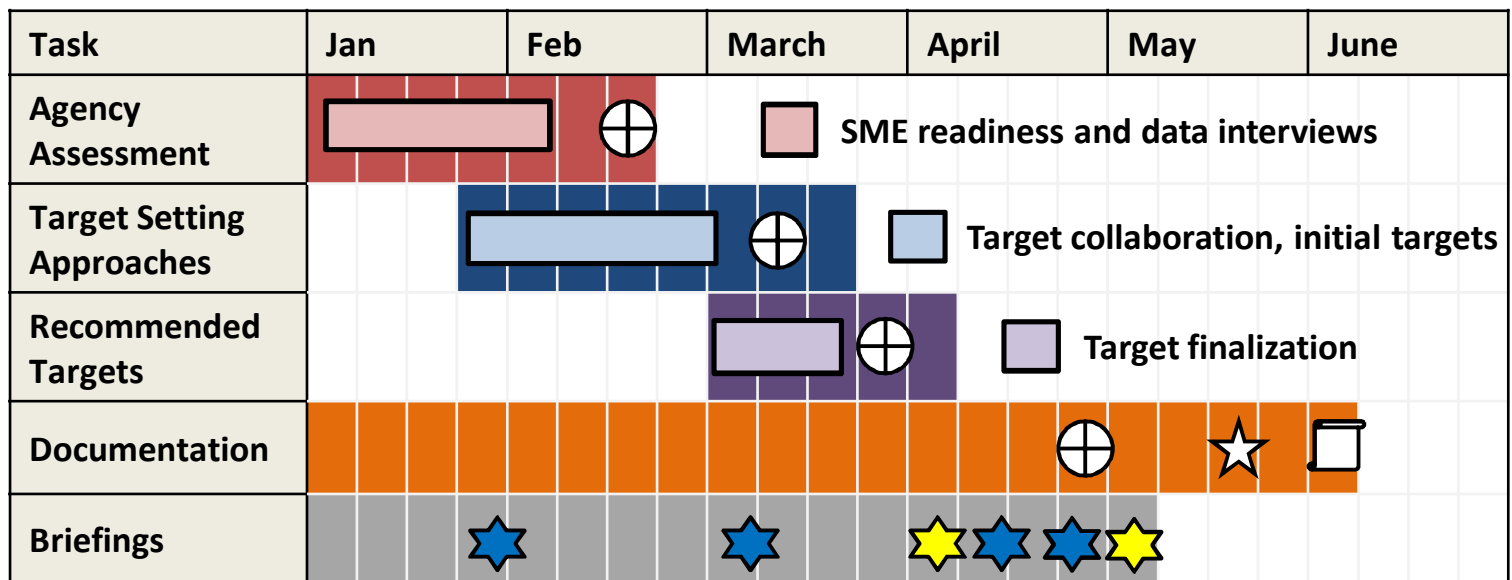 Task Jan Feb March April May June
Agency
Assessment
SME readiness and data interviews
Target Setting
Approaches
Target collaboration, initial targets
Recommended
Targets
Target finalization
Documentation
Briefings